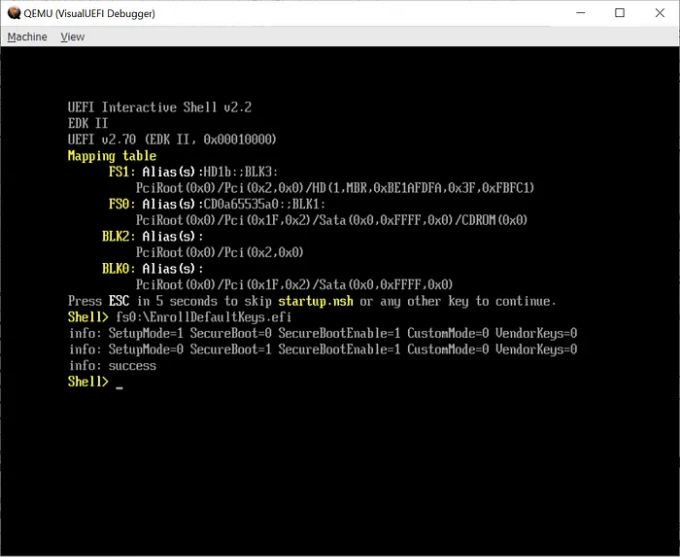 QEMU (VisualUEFI Debugger)
Machine View
UEFI Interactive Shell v2.2
EDK II
UEFI v2.70 (EDK II, 0x00010000)
Mapping table
FS1: Alias(s):HD1b:;BLK3:
PciRoot(0x0)/Pci(0x2,0x0)/HD(1,MBR,0xBE1AFDFA,0x3F,0xFBFC1)
FS0: Alias(s):CD0a65535a0:;BLK1:
PciRoot(0x0)/Pci(0x1F,0x2)/Sata(0x0,0xFFFF,0x0)/CDROM(0x0)
BLK2: Alias(s):
PciRoot(0x0)/Pci(0x2,0x0)
BLK0: Alias(s):
PciRoot(0x0)/Pci(0x1F,0x2)/Sata(0x0,0xFFFF,0x0)
Press ESC in 5 seconds to skip startup.nsh or any other key to continue.
Shell> fs0:\EnrollDefaultKeys.efi
info: SetupMode=1 SecureBoot=0 SecureBootEnable=1 CustomMode=0 VendorKeys=0
info: SetupMode=0 SecureBoot=1 SecureBootEnable=1 CustomMode=0 VendorKeys=0
info: success
Shell> _